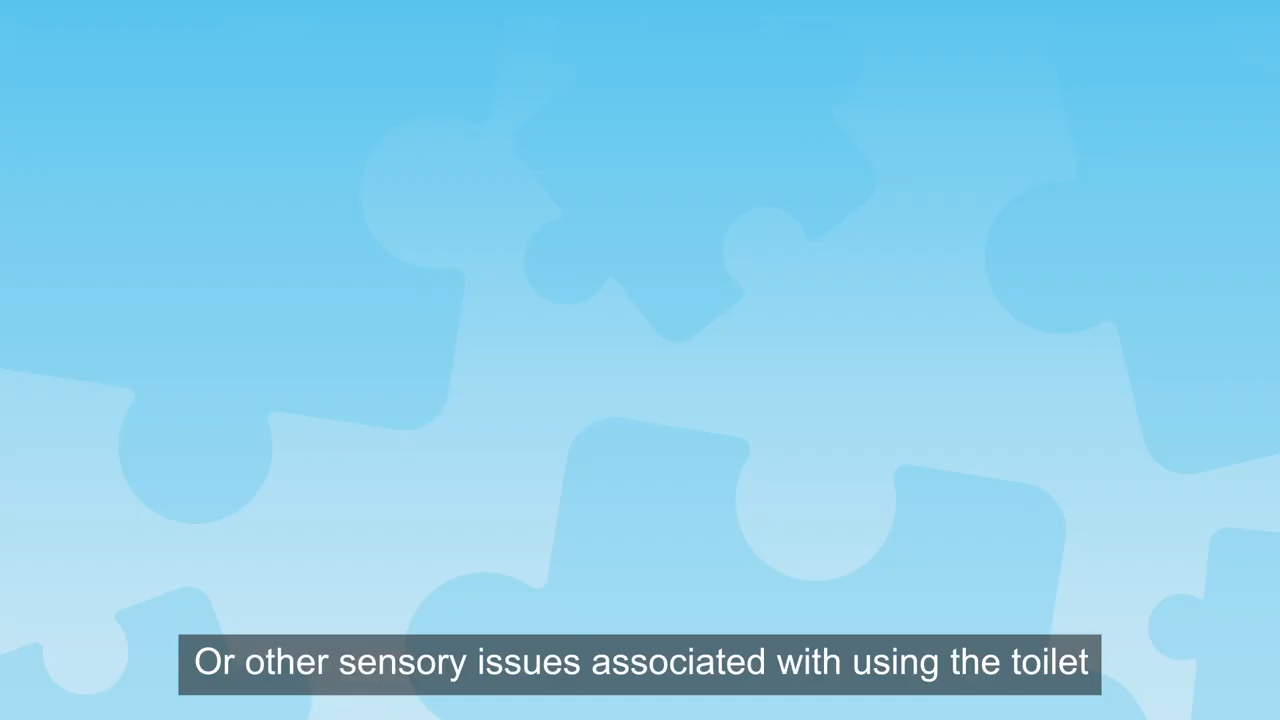 Or other sensory issues associated with using the toilet